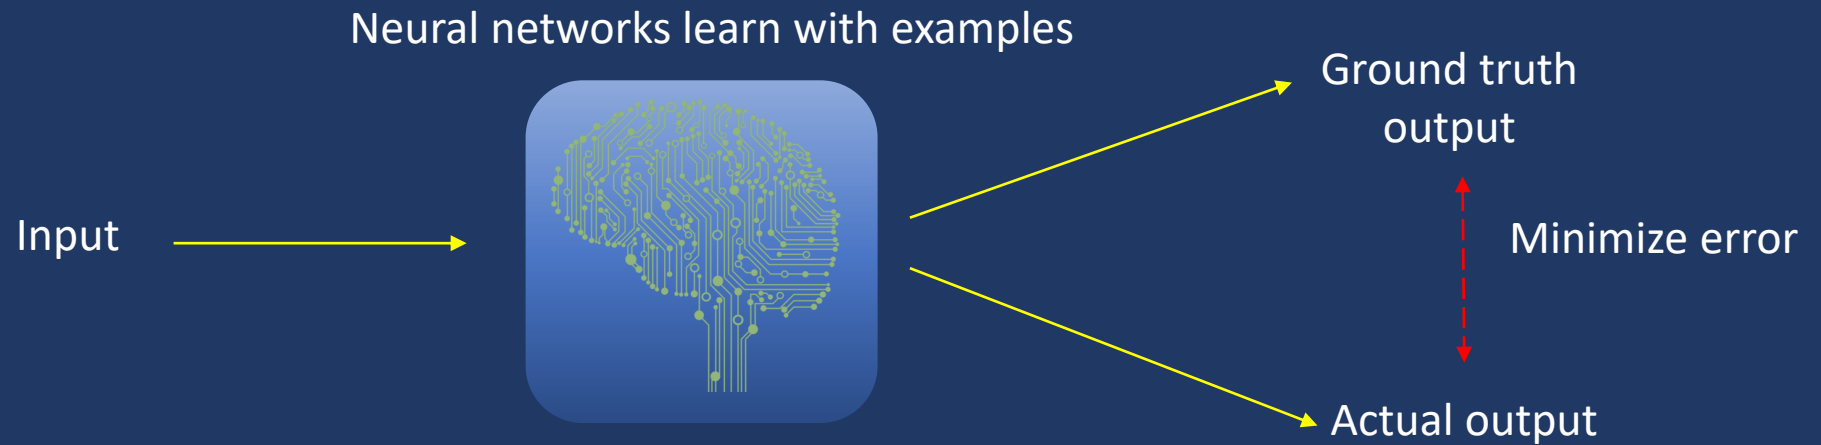 Neural networks learn with examples
Ground truth
output
Input
Minimize error
Actual output